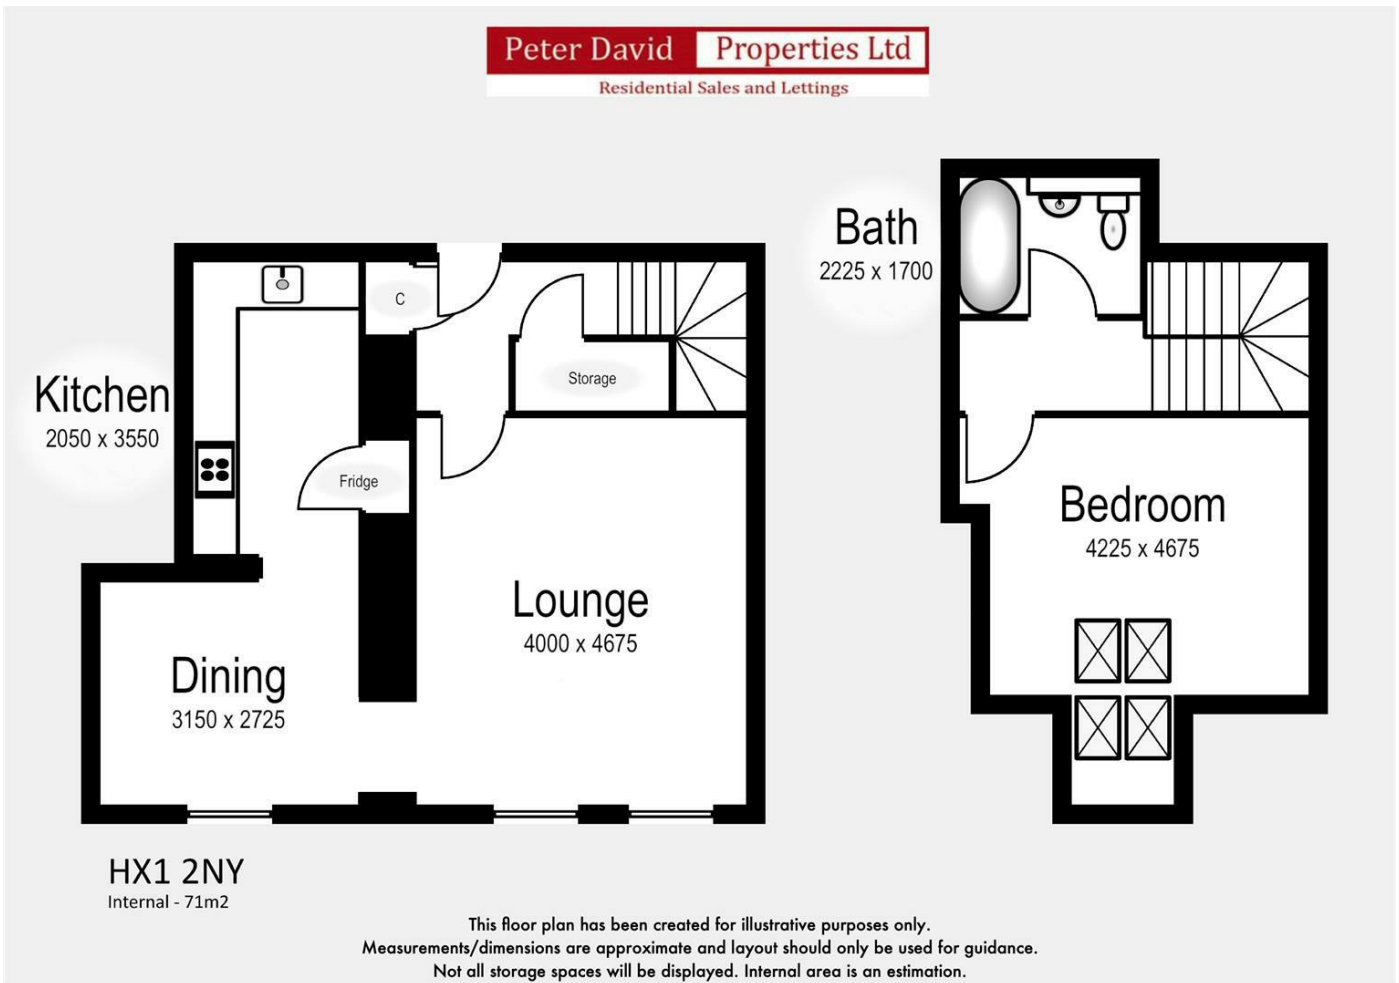 Peter David Properties Ltd
Residential Sales and Lettings
Bath
2225 x 1700
C
Kitchen
2050 x 3550
Storage
Fridge
Bedroom
4225 x 4675
Lounge
4000 x 4675
Dining
3150 x 2725
HX1 2NY
Internal - 71m2
This floor plan has been created for illustrative purposes only.
Measurements/dimensions are approximate and layout should only be used for guidance.
Not all storage spaces will be displayed. Internal area is an estimation.